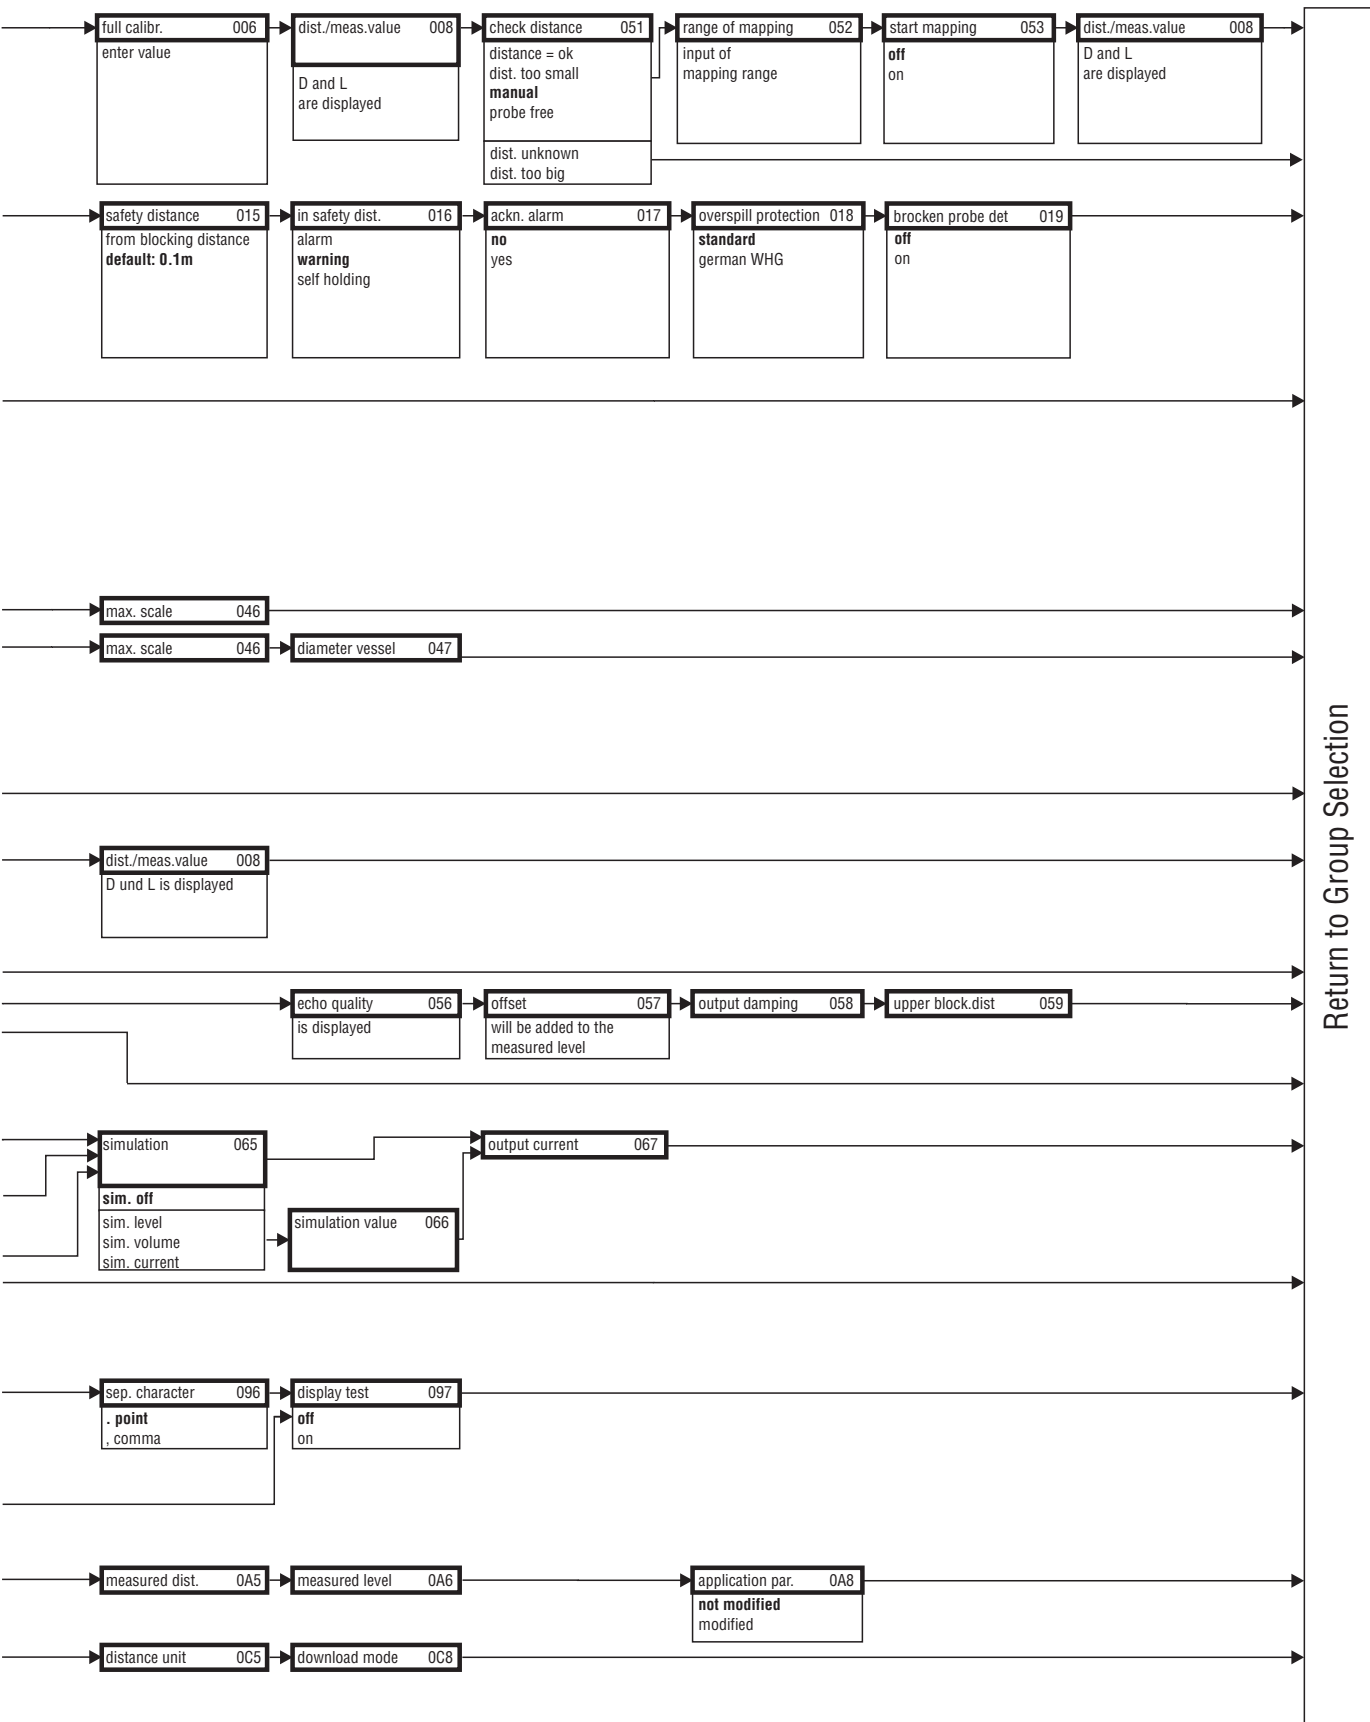 full calibr. 006
enter value
dist./meas.value 008
D and L
are displayed
check distance 051
distance = ok
dist. too small
manual
probe free
dist. unknown
dist. too big
range of mapping 052
input of
mapping range
start mapping 053
off
on
dist./meas.value 008
D and L
are displayed
safety distance 015
from blocking distance
default: 0.1m
in safety dist. 016
alarm
warning
self holding
ackn. alarm 017
no
yes
overspill protection 018
standard
german WHG
brocken probe det 019
off
on
max. scale 046
max. scale 046
diameter vessel 047
dist./meas.value 008
D und L is displayed
echo quality 056
is displayed
offset 057
will be added to the
measured level
output damping 058
upper block.dist 059
simulation 065
sim. off
sim. level
sim. volume
sim. current
simulation value 066
output current 067
sep. character 096
. point
, comma
display test 097
off
on
measured dist. 0A5
measured level 0A6
application par. 0A8
not modified
modified
distance unit 0C5
download mode 0C8
Return to Group Selection